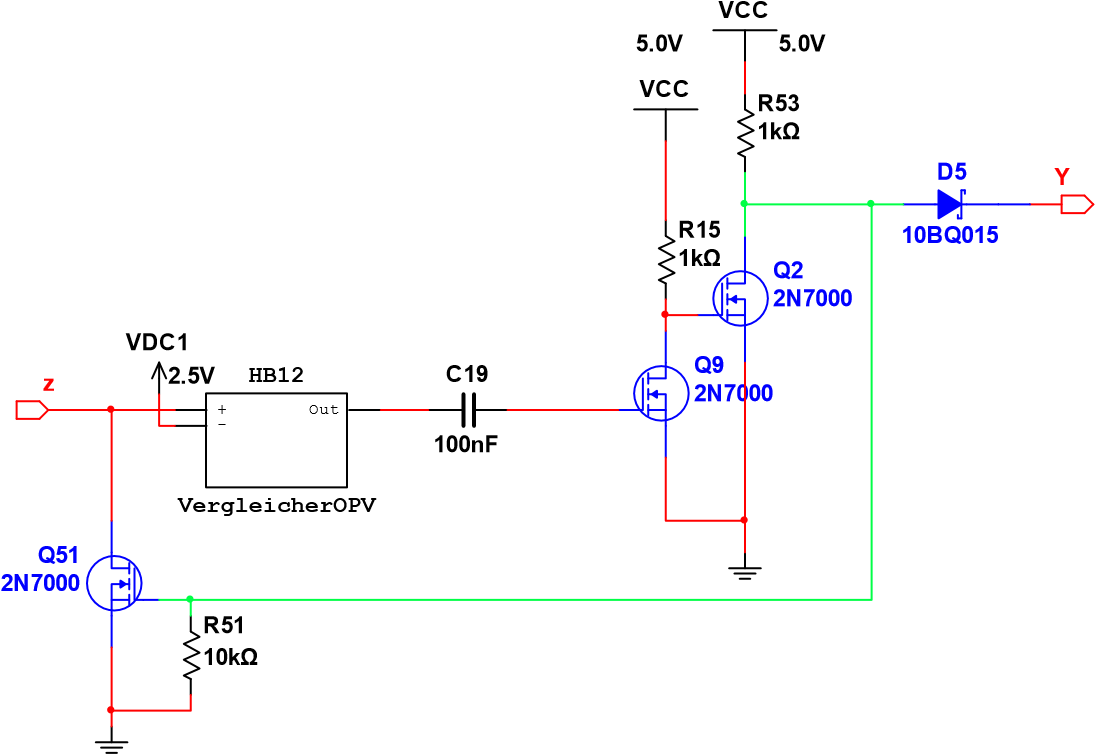 VCC
5.0V
5.0V
VCC
R53
1kΩ
D5
Y
10BQ015
R15
1kΩ
Q2
2N7000
VDC1
2.5V
z
HB12
C19
Q9
2N7000
+
Out
−
100nF
VergleicherOPV
Q51
2N7000
R51
10kΩ